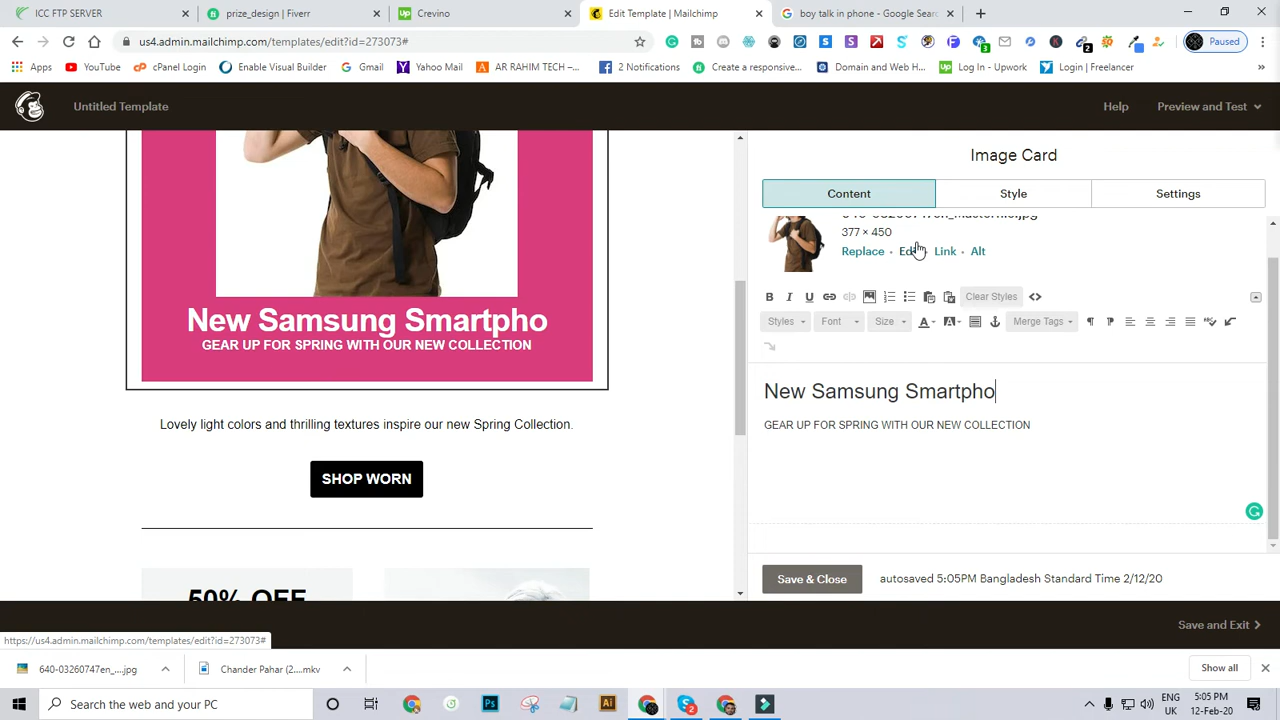 ICC FTP SERVER
prize_design | Fiverr
Crevino
Edit Template | Mailchimp
boy talk in phone - Google Searc
us4.admin.mailchimp.com/templates/edit?id=273073#
Paused
Apps
YouTube
cPanel Login
Enable Visual Builder
Gmail
Yahoo Mail
AR RAHIM TECH –...
2 Notifications
Create a responsive...
Domain and Web H...
Log In - Upwork
Login | Freelancer
Untitled Template
Help
Preview and Test
Image Card
Content
Style
Settings
377 × 450
Replace • Edit • Link • Alt
Clear Styles
Styles
Font
Size
Merge Tags
New Samsung Smartpho
GEAR UP FOR SPRING WITH OUR NEW COLLECTION
New Samsung Smartpho
GEAR UP FOR SPRING WITH OUR NEW COLLECTION
Lovely light colors and thrilling textures inspire our new Spring Collection.
SHOP WORN
50% OFF
Save & Close
autosaved 5:05PM Bangladesh Standard Time 2/12/20
Save and Exit
https://us4.admin.mailchimp.com/templates/edit?id=273073#
640-03260747en_....jpg
Chander Pahar (2....mkv
Show all
Search the web and your PC
ENG
UK
5:05 PM
12-Feb-20